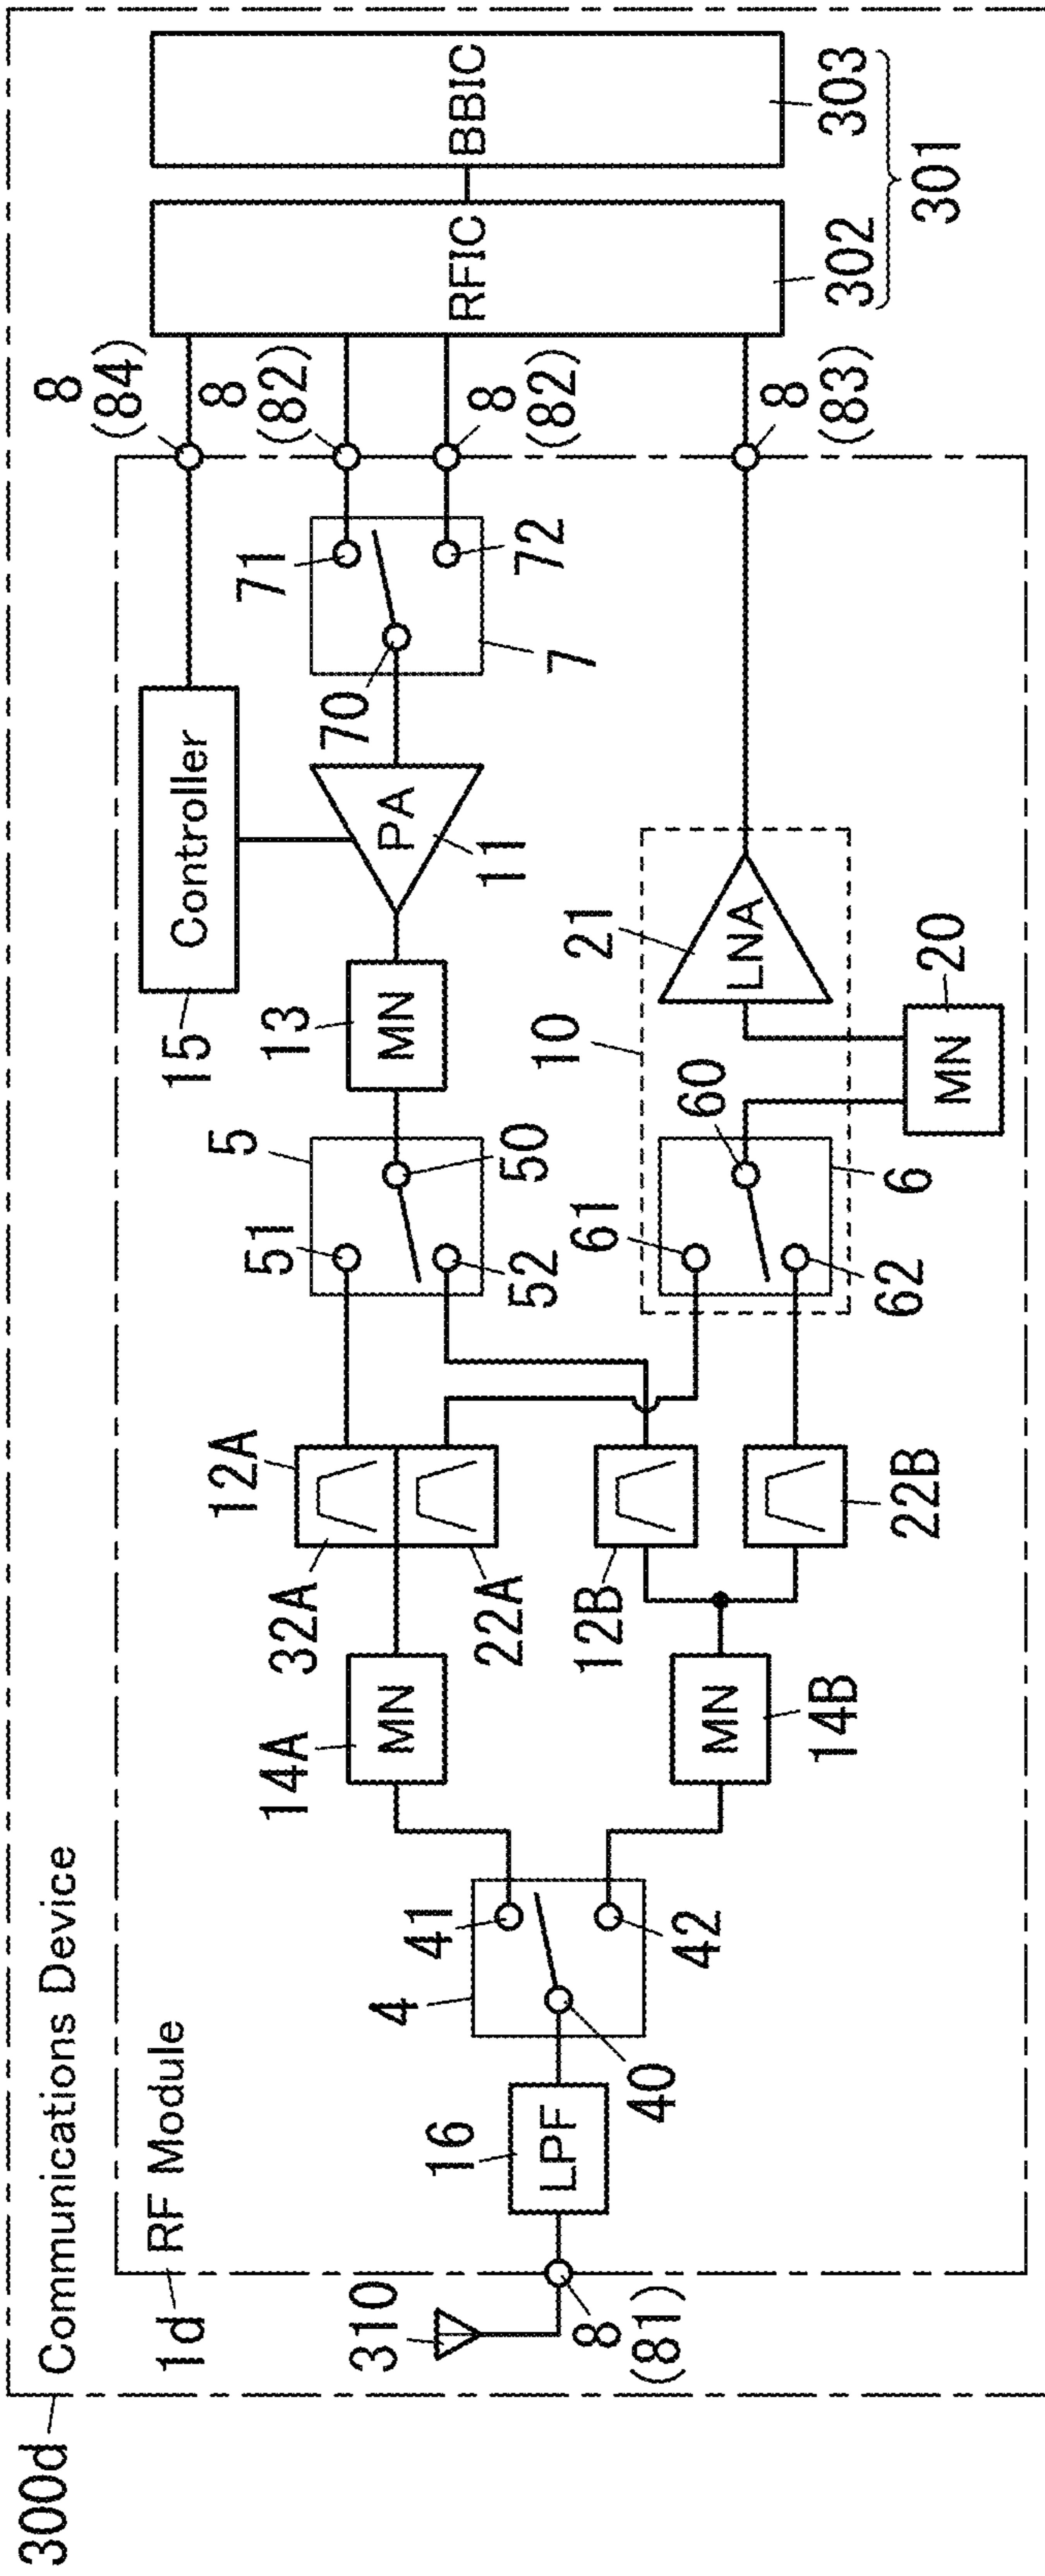 300d
Communications Device
1d
RF Module
310
8
(81)
16
LPF
4
40
41
42
14A
MN
14B
MN
32A
12A
22A
12B
22B
5
51
50
52
13
MN
PA
11
15
Controller
7
70
71
72
10
6
60
61
62
21
LNA
20
MN
8
(84)
8
(82)
8
(82)
8
(83)
RFIC
302
BBIC
303
301